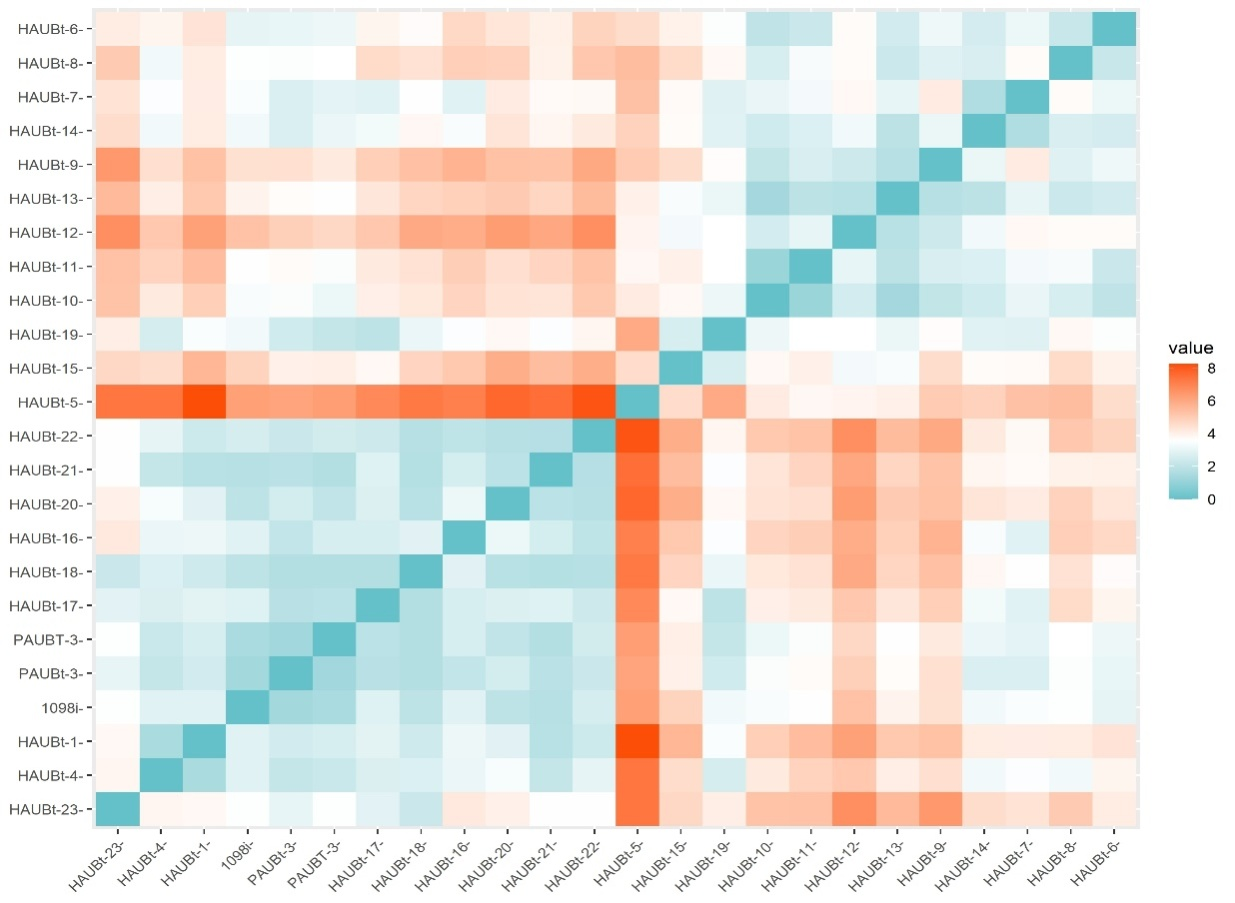 HAUBt-6-
HAUBt-8-
HAUBt-7-
HAUBt-14-
HAUBt-9-
HAUBt-13-
HAUBt-12-
HAUBt-11-
HAUBt-10-
HAUBt-19-
HAUBt-15-
HAUBt-5-
HAUBt-22-
HAUBt-21-
HAUBt-20-
HAUBt-16-
HAUBt-18-
HAUBt-17-
PAUBT-3-
PAUBt-3-
1098i-
HAUBt-1-
HAUBt-4-
HAUBt-23-
HAUBt-23-
HAUBt-4-
HAUBt-1-
1098i-
PAUBt-3-
PAUBT-3-
HAUBt-17-
HAUBt-18-
HAUBt-16-
HAUBt-20-
HAUBt-21-
HAUBt-22-
HAUBt-5-
HAUBt-15-
HAUBt-19-
HAUBt-10-
HAUBt-11-
HAUBt-12-
HAUBt-13-
HAUBt-9-
HAUBt-14-
HAUBt-7-
HAUBt-8-
HAUBt-6-
value
8
6
4
2
0